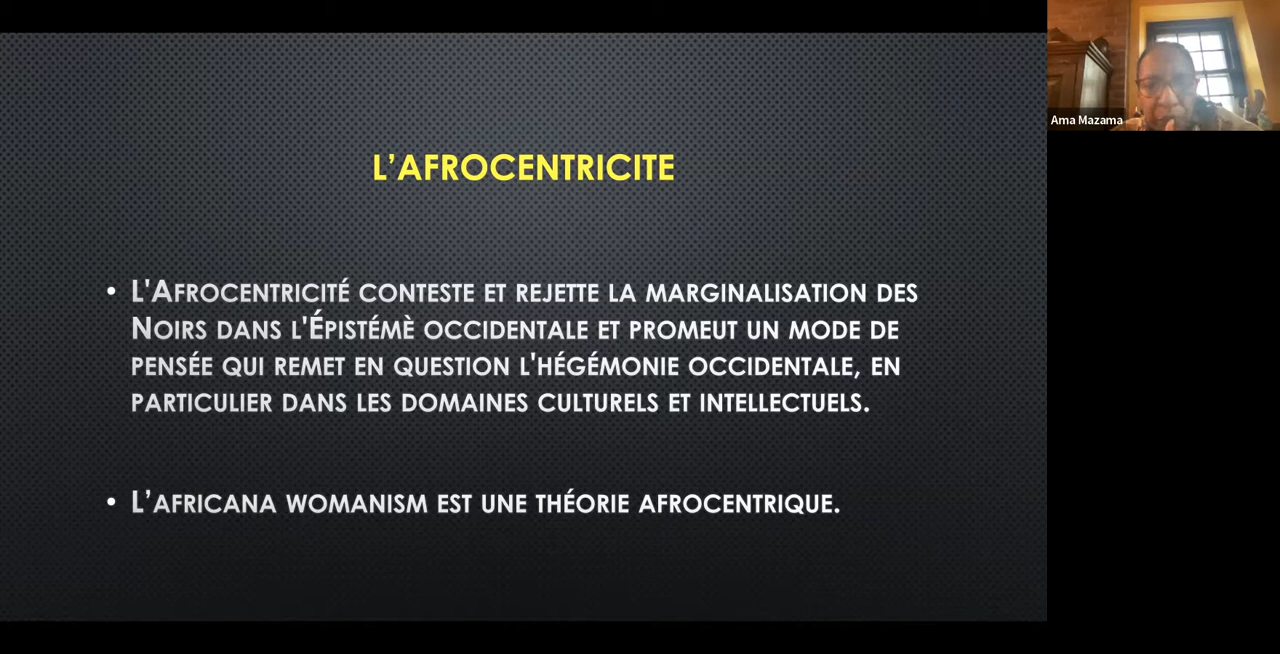 L'AFROCENTRICITE
• L'AFROCENTRICITÉ CONTESTE ET REJETTE LA MARGINALISATION DES
NOIRS DANS L'ÉPISTÉMÈ OCCIDENTALE ET PROMEUT UN MODE DE
PENSÉE QUI REMET EN QUESTION L'HÉGÉMONIE OCCIDENTALE, EN
PARTICULIER DANS LES DOMAINES CULTURELS ET INTELLECTUELS.
• L'AFRICANA WOMANISM EST UNE THÉORIE AFROCENTRIQUE.
Ama Mazama